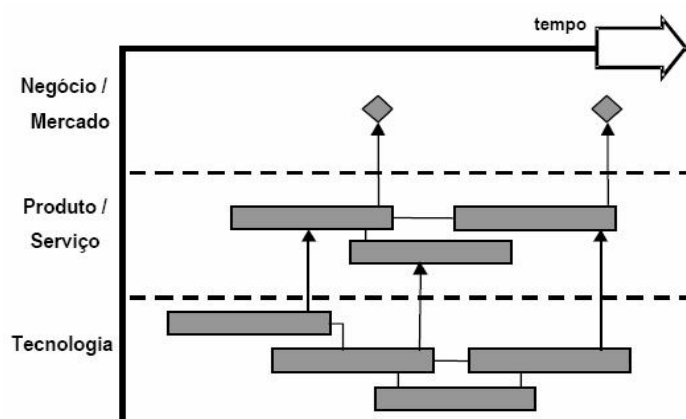 tempo
Negócio /
Mercado
Produto /
Serviço
Tecnologia